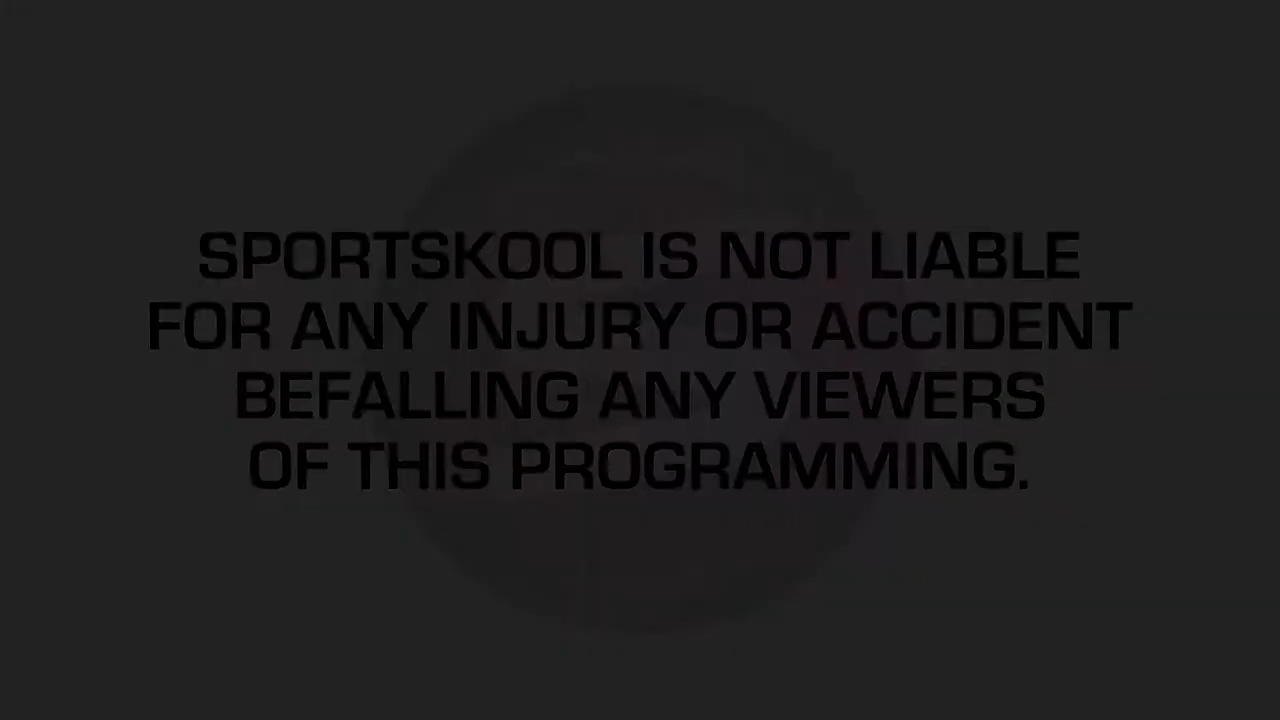 SPORTSKOOL IS NOT LIABLE
FOR ANY INJURY OR ACCIDENT
BEFALLING ANY VIEWERS
OF THIS PROGRAMMING.